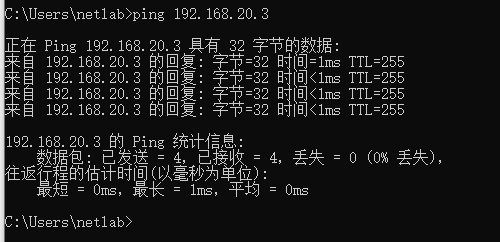 C:\Users\netlab>ping 192.168.20.3
正在 Ping 192.168.20.3 具有 32 字节的数据:
来自 192.168.20.3 的回复: 字节=32 时间=1ms TTL=255
来自 192.168.20.3 的回复: 字节=32 时间<1ms TTL=255
来自 192.168.20.3 的回复: 字节=32 时间<1ms TTL=255
来自 192.168.20.3 的回复: 字节=32 时间<1ms TTL=255
192.168.20.3 的 Ping 统计信息:
数据包: 已发送 = 4, 已接收 = 4, 丢失 = 0 (0% 丢失),
往返行程的估计时间(以毫秒为单位):
最短 = 0ms, 最长 = 1ms, 平均 = 0ms
C:\Users\netlab>